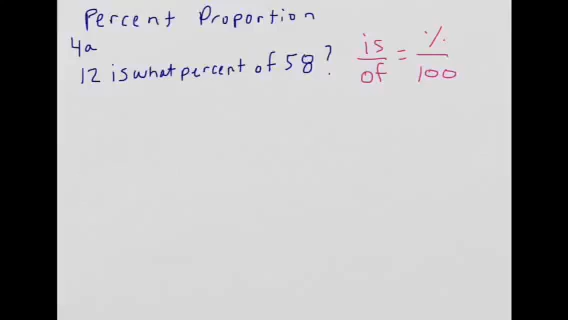 Percent Proportion
4a
12 is what percent of 58?
is/of = %/100